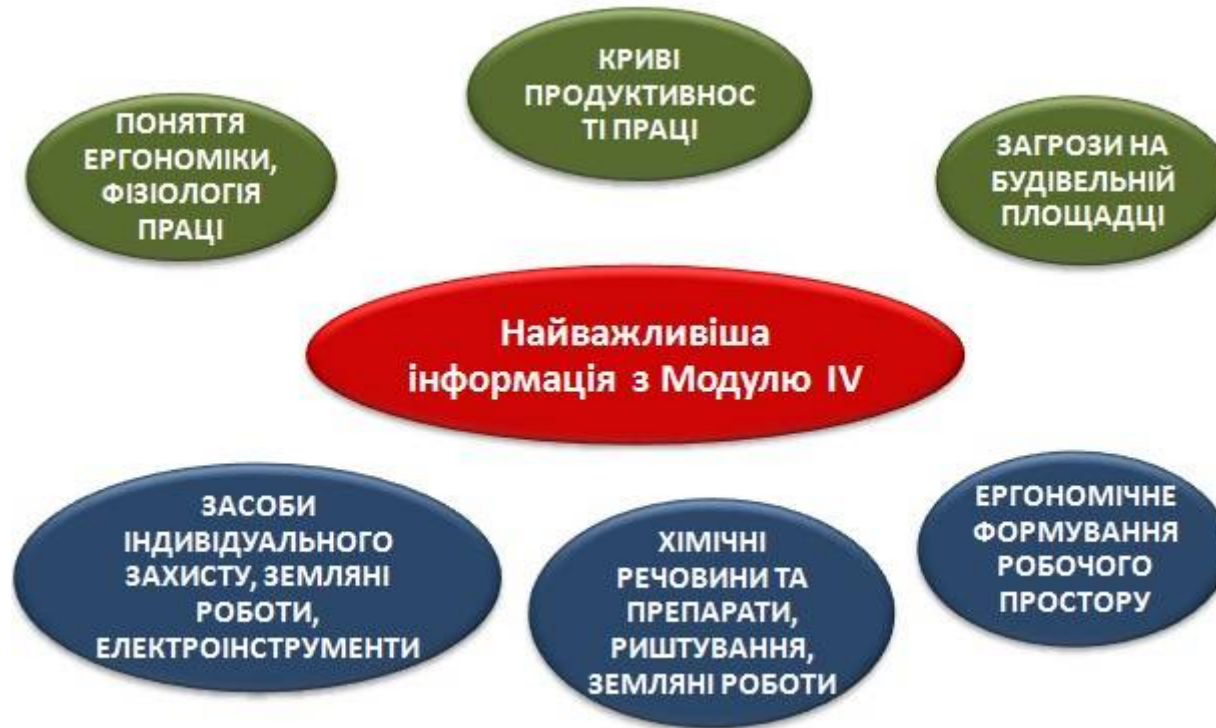 ПОНЯТТЯ
ЕРГОНОМІКИ,
ФІЗІОЛОГІЯ
ПРАЦІ
КРИВІ
ПРОДУКТИВНОС
ТІ ПРАЦІ
ЗАГРОЗИ НА
БУДІВЕЛЬНІЙ
ПЛОЩАДЦІ
Найважливіша
інформація з Модулю IV
ЗАСОБИ
ІНДИВІДУАЛЬНОГО
ЗАХИСТУ, ЗЕМЛЯНІ
РОБОТИ,
ЕЛЕКТРОІНСТРУМЕНТИ
ХІМІЧНІ
РЕЧОВИНИ ТА
ПРЕПАРАТИ,
РИШТУВАННЯ,
ЗЕМЛЯНІ РОБОТИ
ЕРГОНОМІЧНЕ
ФОРМУВАННЯ
РОБОЧОГО
ПРОСТОРУ